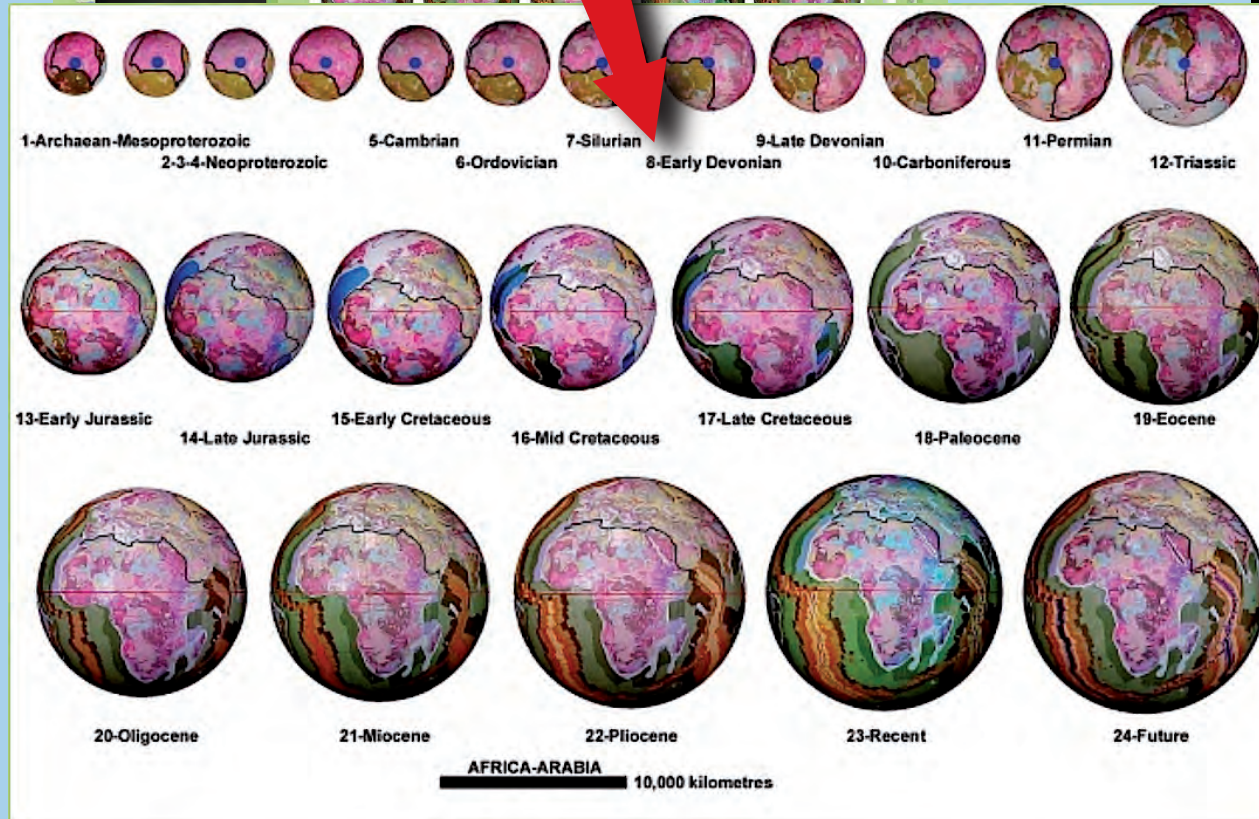 1-Archaean-Mesoproterozoic
2-3-4-Neoproterozoic
5-Cambrian
6-Ordovician
7-Silurian
8-Early Devonian
9-Late Devonian
10-Carboniferous
11-Permian
12-Triassic
13-Early Jurassic
14-Late Jurassic
15-Early Cretaceous
16-Mid Cretaceous
17-Late Cretaceous
18-Paleocene
19-Eocene
20-Oligocene
21-Miocene
22-Pliocene
23-Recent
24-Future
AFRICA-ARABIA
10,000 kilometres